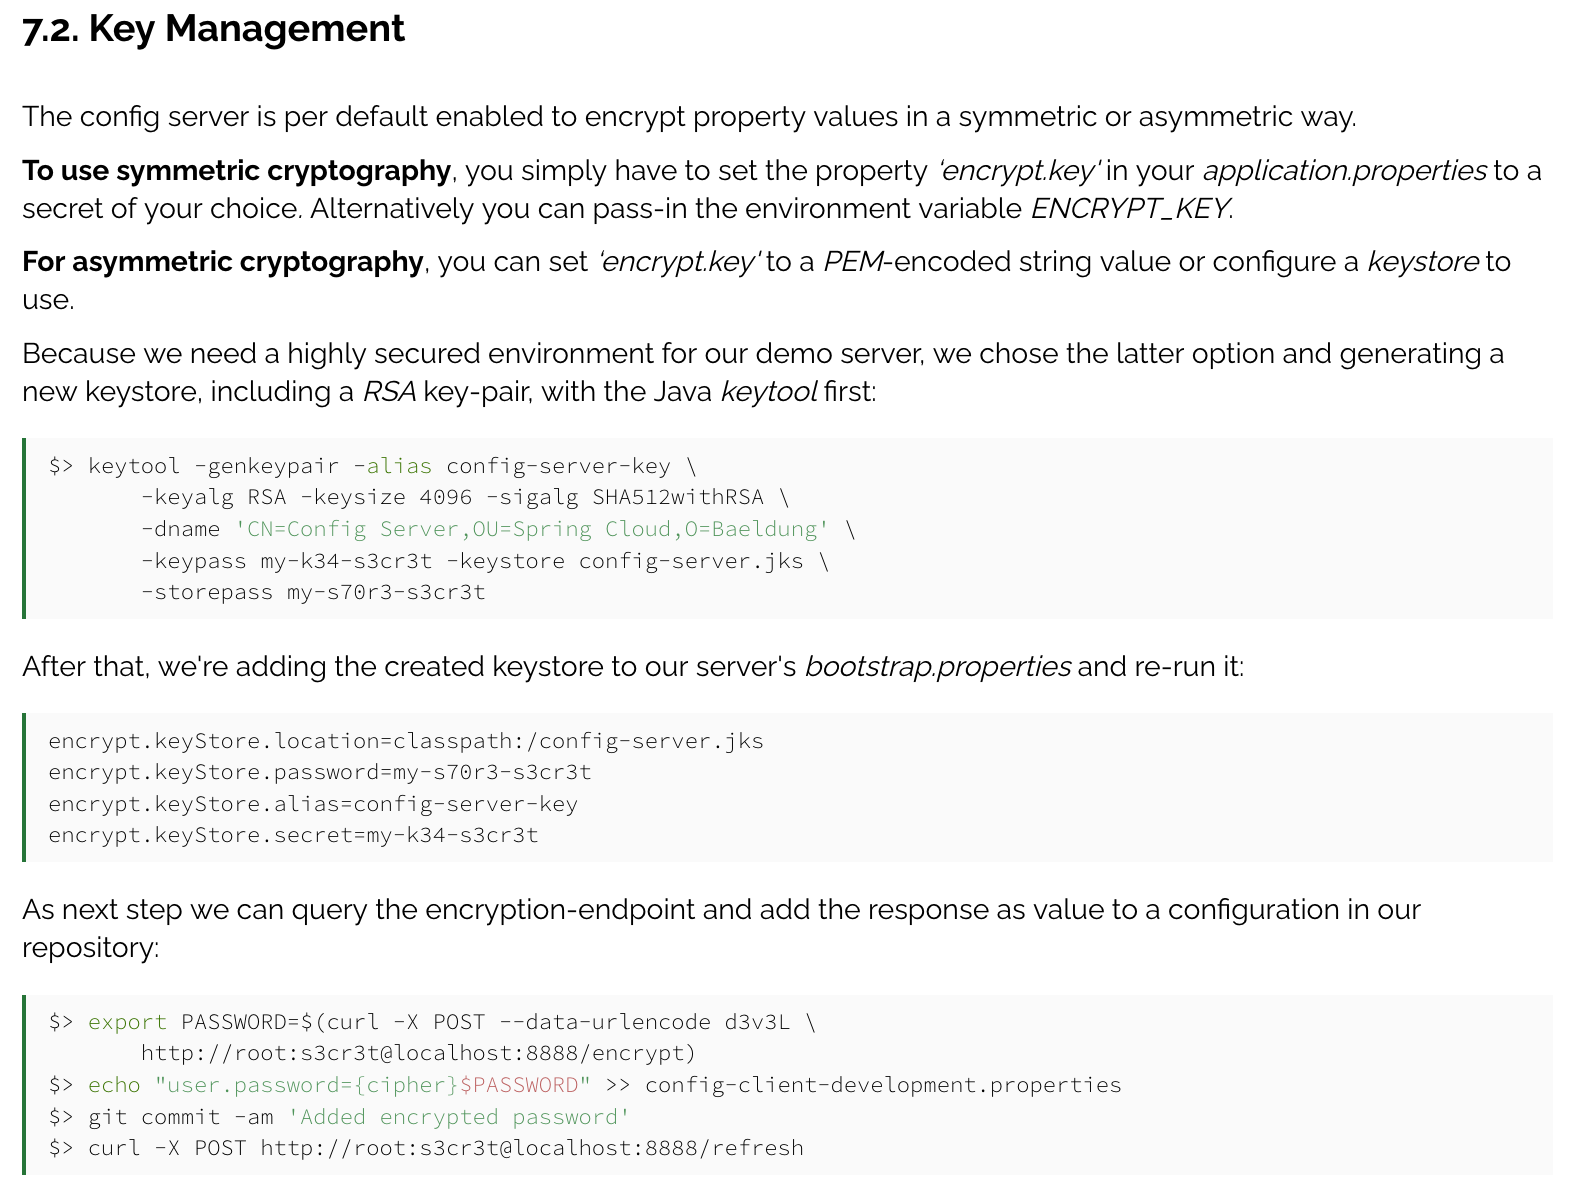 7.2. Key Management
The config server is per default enabled to encrypt property values in a symmetric or asymmetric way.
To use symmetric cryptography, you simply have to set the property ‘encrypt.key' in your application.properties to a
secret of your choice. Alternatively you can pass-in the environment variable ENCRYPT_KEY.
For asymmetric cryptography, you can set ‘encrypt.key' to a PEM-encoded string value or configure a keystore to
use.
Because we need a highly secured environment for our demo server, we chose the latter option and generating a
new keystore, including a RSA key-pair, with the Java keytool first:
$> keytool -genkeypair -alias config-server-key \
       -keyalg RSA -keysize 4096 -sigalg SHA512withRSA \
       -dname 'CN=Config Server,OU=Spring Cloud,O=Baeldung' \
       -keypass my-k34-s3cr3t -keystore config-server.jks \
       -storepass my-s70r3-s3cr3t
After that, we're adding the created keystore to our server's bootstrap.properties and re-run it:
encrypt.keyStore.location=classpath:/config-server.jks
encrypt.keyStore.password=my-s70r3-s3cr3t
encrypt.keyStore.alias=config-server-key
encrypt.keyStore.secret=my-k34-s3cr3t
As next step we can query the encryption-endpoint and add the response as value to a configuration in our
repository:
$> export PASSWORD=$(curl -X POST --data-urlencode d3v3L \
       http://root:s3cr3t@localhost:8888/encrypt)
$> echo "user.password={cipher}$PASSWORD" >> config-client-development.properties
$> git commit -am 'Added encrypted password'
$> curl -X POST http://root:s3cr3t@localhost:8888/refresh